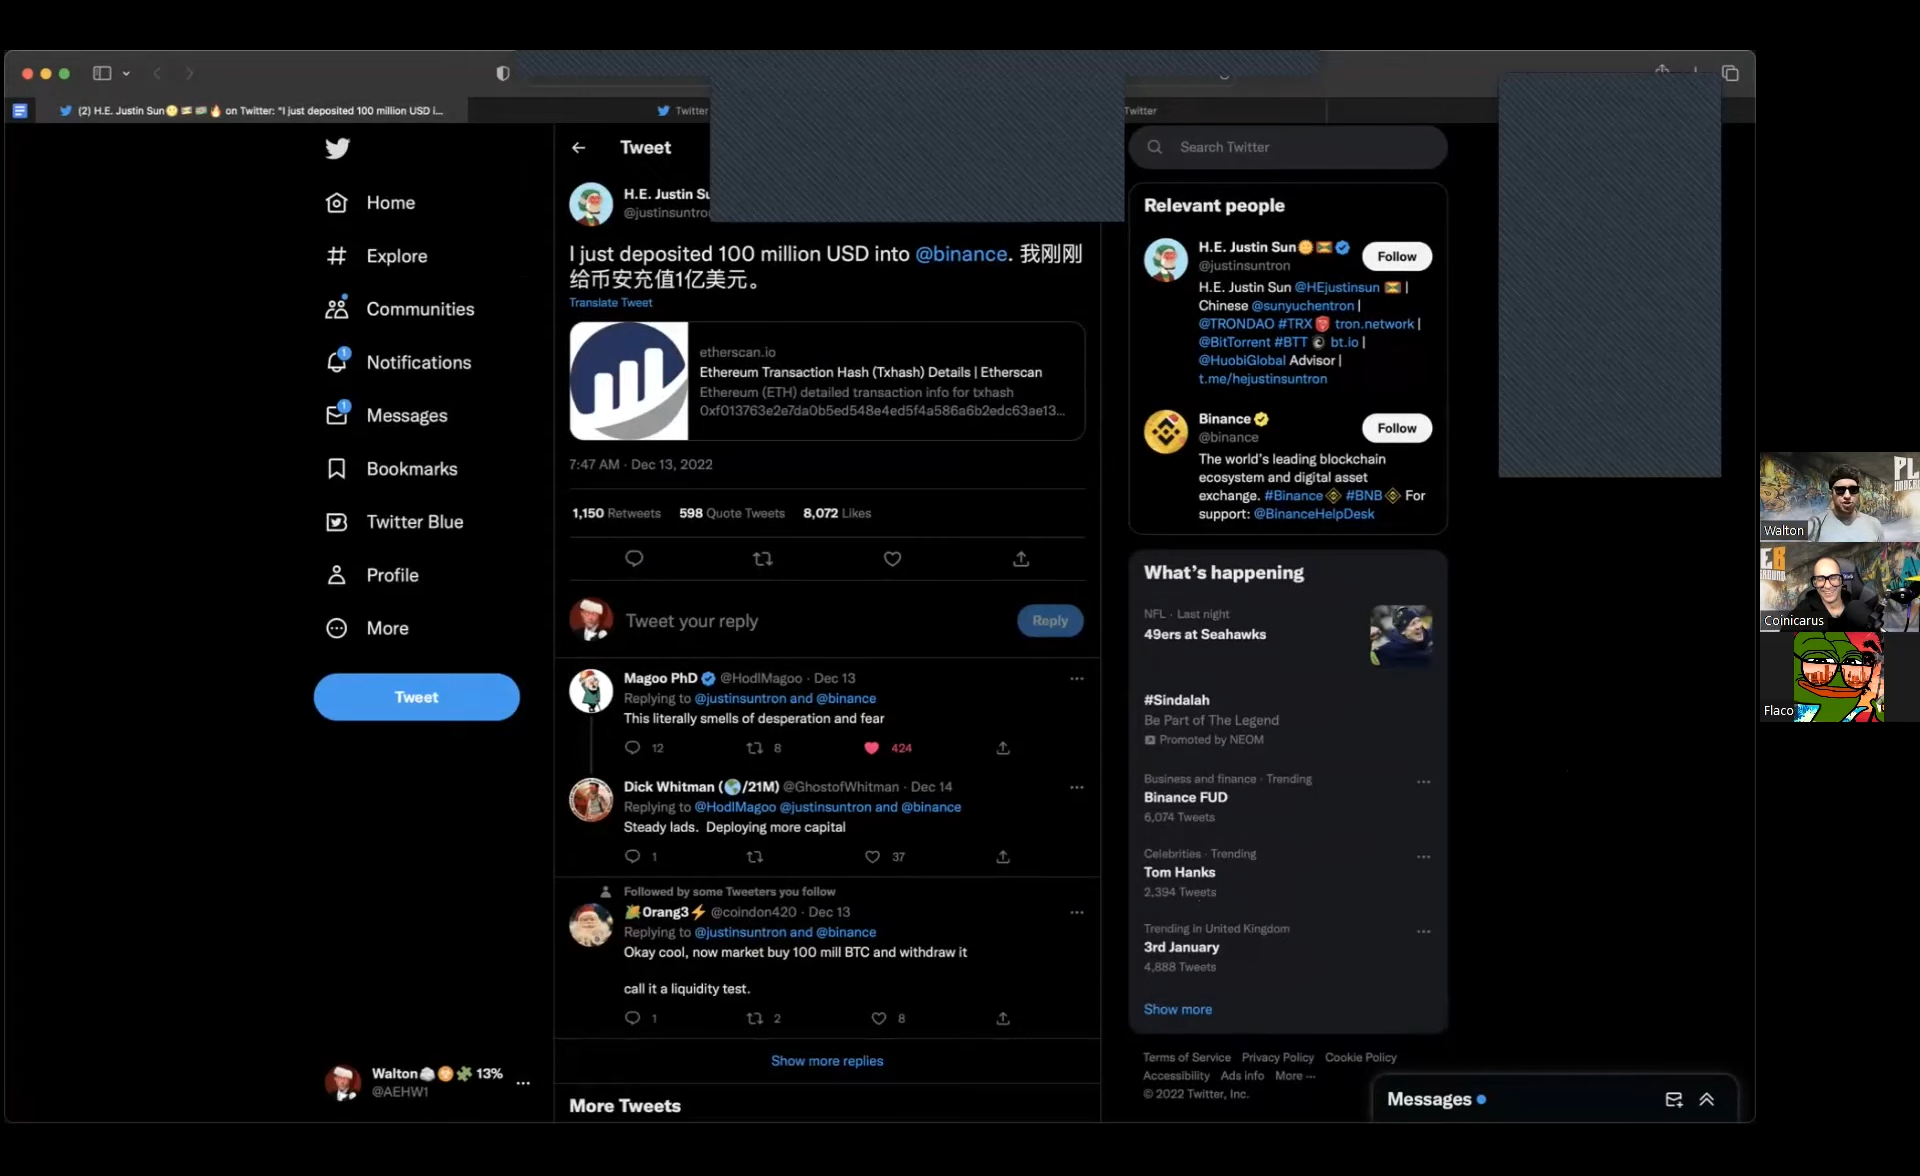 (2) H.E. Justin Sun🌞🇬🇩🔥 on Twitter: "I just deposited 100 million USD i...
Twitter
Twitter
Home
Explore
Communities
1
Notifications
1
Messages
Bookmarks
Twitter Blue
Profile
More
Tweet
Walton 13%
@AEHW1
Tweet
H.E. Justin
@justinsuntro
I just deposited 100 million USD into @binance. 我刚刚
给币安充值1亿美元。
Translate Tweet
etherscan.io
Ethereum Transaction Hash (Txhash) Details | Etherscan
Ethereum (ETH) detailed transaction info for txhash
0xf013763e2e7da0b5ed548e4ed5f4a586a6b2edc63ae13...
7:47 AM · Dec 13, 2022
1,150 Retweets 598 Quote Tweets 8,072 Likes
Tweet your reply
Reply
Magoo PhD @HodlMagoo · Dec 13
Replying to @justinsuntron and @binance
This literally smells of desperation and fear
12 8 424
Dick Whitman (🌎/21M) @GhostofWhitman · Dec 14
Replying to @HodlMagoo @justinsuntron and @binance
Steady lads. Deploying more capital
1 37
Followed by some Tweeters you follow
🌽0rang3⚡ @coindon420 · Dec 13
Replying to @justinsuntron and @binance
Okay cool, now market buy 100 mill BTC and withdraw it
call it a liquidity test.
1 2 8
Show more replies
More Tweets
Search Twitter
Relevant people
H.E. Justin Sun🌞🇬🇩
@justinsuntron
Follow
H.E. Justin Sun @HEjustinsun 🇬🇩 |
Chinese @sunyuchentron |
@TRONDAO #TRX tron.network |
@BitTorrent #BTT bt.io |
@HuobiGlobal Advisor |
t.me/hejustinsuntron
Binance
@binance
Follow
The world's leading blockchain
ecosystem and digital asset
exchange. #Binance #BNB For
support: @BinanceHelpDesk
What's happening
NFL · Last night
49ers at Seahawks
#Sindalah
Be Part of The Legend
Promoted by NEOM
Business and finance · Trending
Binance FUD
6,074 Tweets
Celebrities · Trending
Tom Hanks
2,394 Tweets
Trending in United Kingdom
3rd January
4,888 Tweets
Show more
Terms of Service Privacy Policy Cookie Policy
Accessibility Ads info More ···
© 2022 Twitter, Inc.
Messages
PL
UNDER
Walton
EB
GROUND
Coinicarus
Flaco